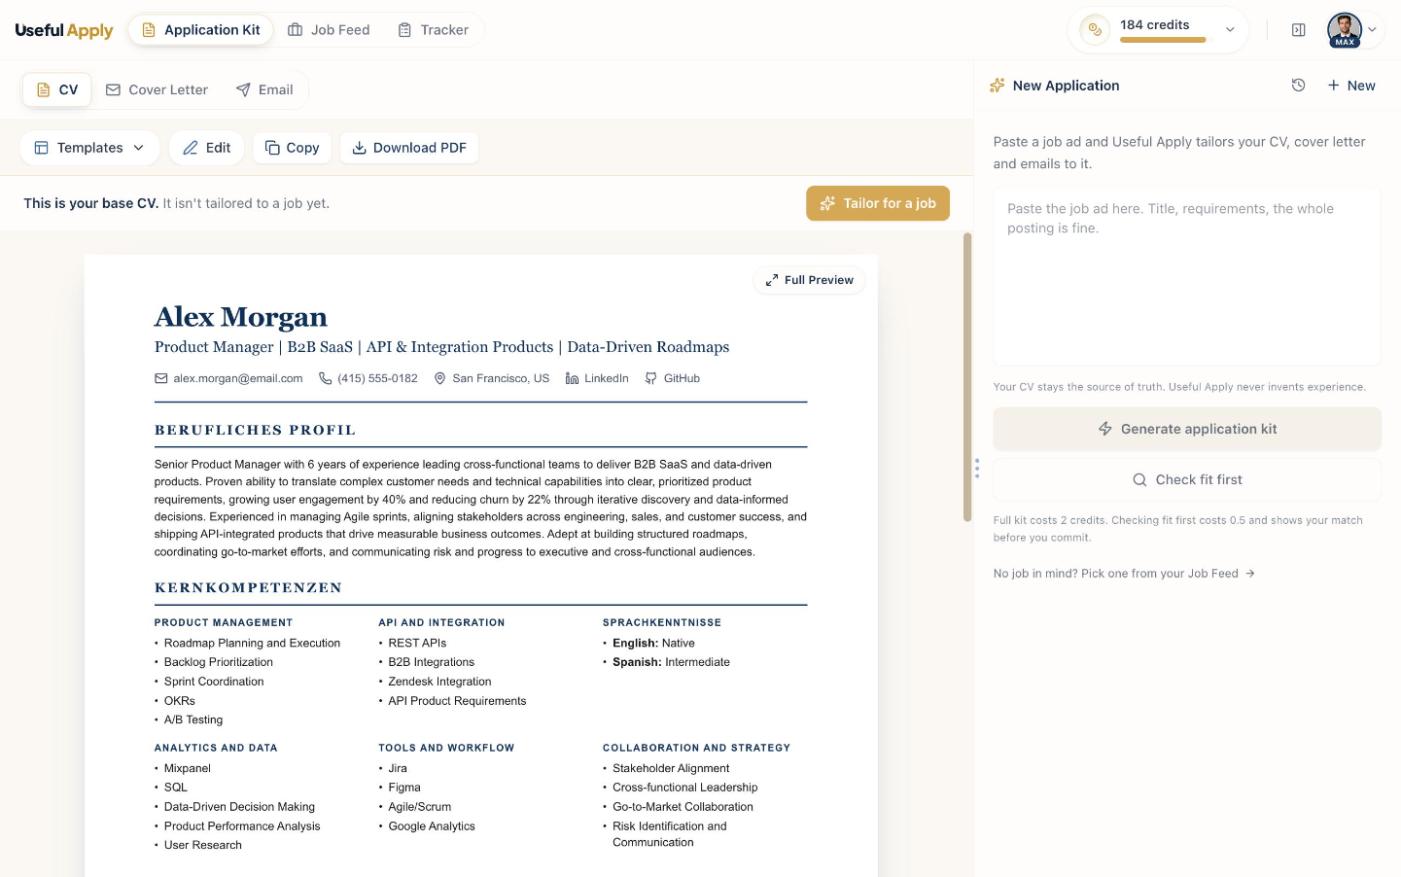 Useful Apply
Application Kit
Job Feed
Tracker
184 credits
MAX
CV
Cover Letter
Email
Templates
Edit
Copy
Download PDF
This is your base CV. It isn't tailored to a job yet.
Tailor for a job
Full Preview
Alex Morgan
Product Manager | B2B SaaS | API & Integration Products | Data-Driven Roadmaps
alex.morgan@email.com (415) 555-0182 San Francisco, US LinkedIn GitHub
BERUFLICHES PROFIL
Senior Product Manager with 6 years of experience leading cross-functional teams to deliver B2B SaaS and data-driven
products. Proven ability to translate complex customer needs and technical capabilities into clear, prioritized product
requirements, growing user engagement by 40% and reducing churn by 22% through iterative discovery and data-informed
decisions. Experienced in managing Agile sprints, aligning stakeholders across engineering, sales, and customer success, and
shipping API-integrated products that drive measurable business outcomes. Adept at building structured roadmaps,
coordinating go-to-market efforts, and communicating risk and progress to executive and cross-functional audiences.
KERNKOMPETENZEN
PRODUCT MANAGEMENT
• Roadmap Planning and Execution
• Backlog Prioritization
• Sprint Coordination
• OKRs
• A/B Testing
API AND INTEGRATION
• REST APIs
• B2B Integrations
• Zendesk Integration
• API Product Requirements
SPRACHKENNTNISSE
• English: Native
• Spanish: Intermediate
ANALYTICS AND DATA
• Mixpanel
• SQL
• Data-Driven Decision Making
• Product Performance Analysis
• User Research
TOOLS AND WORKFLOW
• Jira
• Figma
• Agile/Scrum
• Google Analytics
COLLABORATION AND STRATEGY
• Stakeholder Alignment
• Cross-functional Leadership
• Go-to-Market Collaboration
• Risk Identification and
Communication
New Application
+ New
Paste a job ad and Useful Apply tailors your CV, cover letter
and emails to it.
Paste the job ad here. Title, requirements, the whole
posting is fine.
Your CV stays the source of truth. Useful Apply never invents experience.
Generate application kit
Check fit first
Full kit costs 2 credits. Checking fit first costs 0.5 and shows your match
before you commit.
No job in mind? Pick one from your Job Feed →